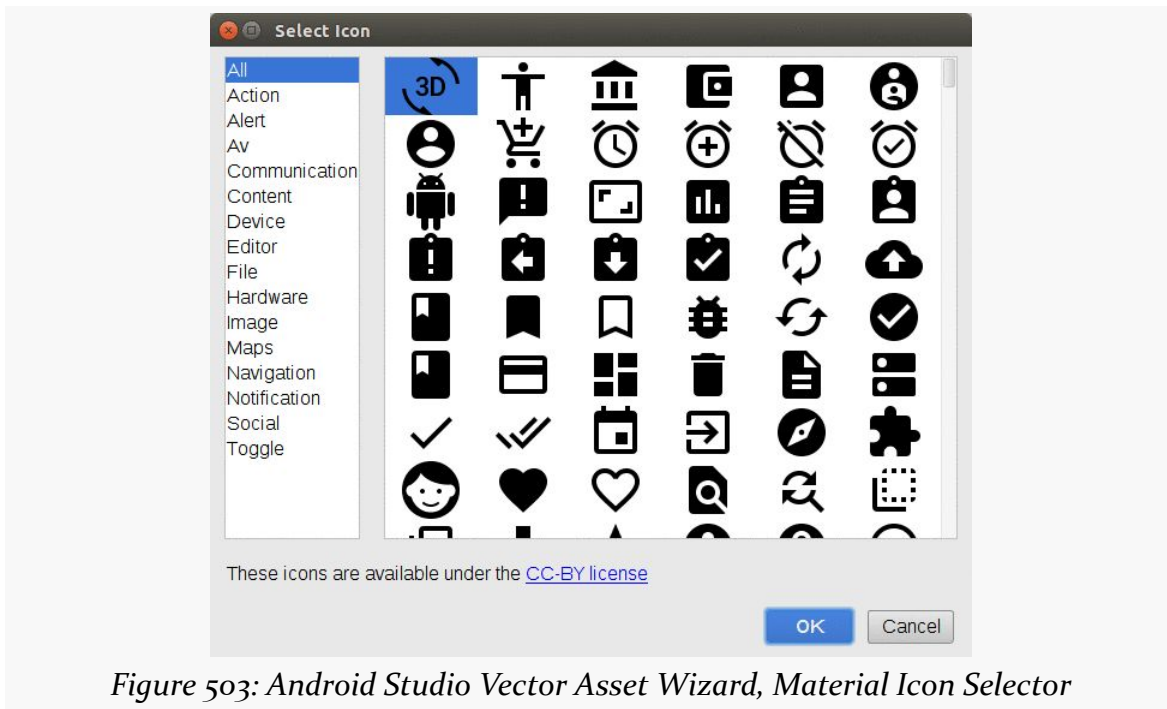 Select Icon
All
Action
Alert
Av
Communication
Content
Device
Editor
File
Hardware
Image
Maps
Navigation
Notification
Social
Toggle
3D
These icons are available under the CC-BY license
OK
Cancel
Figure 503: Android Studio Vector Asset Wizard, Material Icon Selector